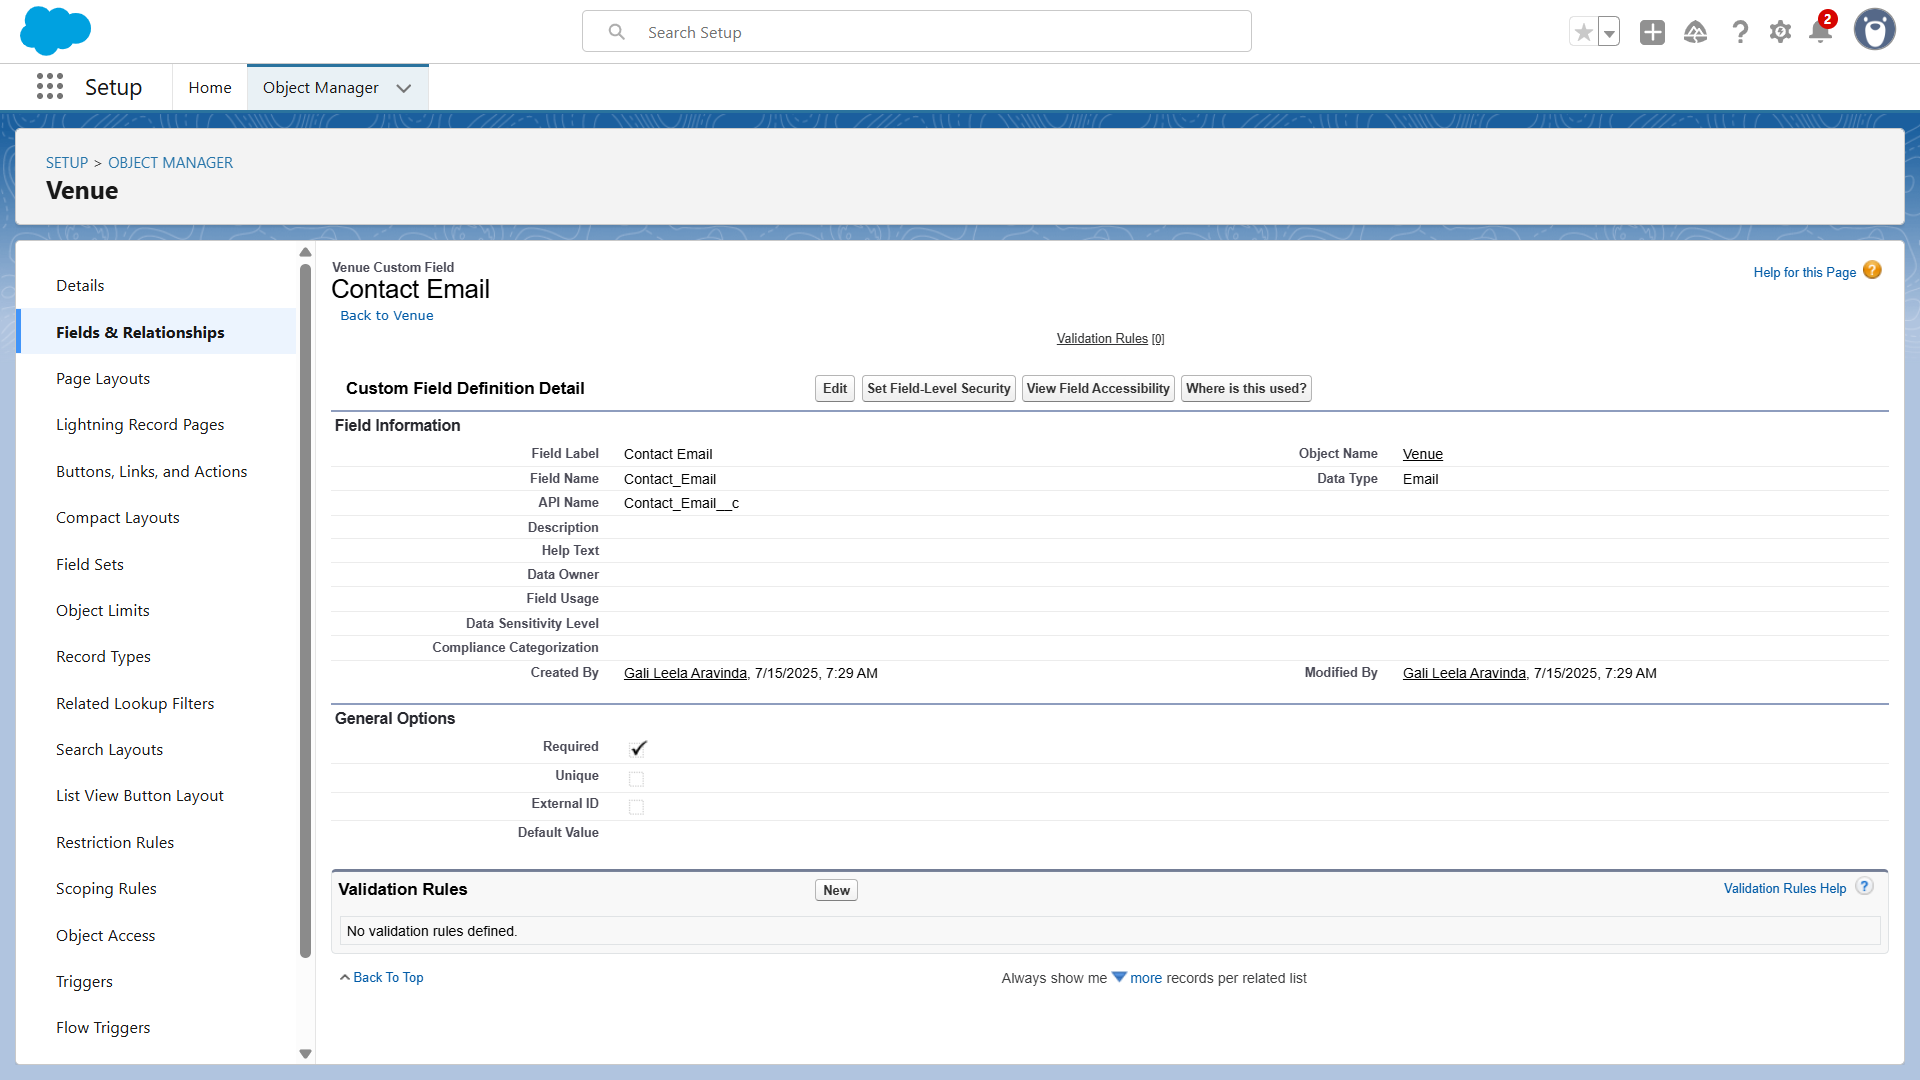 Search Setup
2
Setup
Home
Object Manager
SETUP > OBJECT MANAGER
Venue
Details
Fields & Relationships
Page Layouts
Lightning Record Pages
Buttons, Links, and Actions
Compact Layouts
Field Sets
Object Limits
Record Types
Related Lookup Filters
Search Layouts
List View Button Layout
Restriction Rules
Scoping Rules
Object Access
Triggers
Flow Triggers
Venue Custom Field
Contact Email
Back to Venue
Help for this Page ?
Validation Rules [0]
Custom Field Definition Detail
Edit
Set Field-Level Security
View Field Accessibility
Where is this used?
Field Information
Field Label Contact Email Object Name Venue
Field Name Contact_Email Data Type Email
API Name Contact_Email__c
Description
Help Text
Data Owner
Field Usage
Data Sensitivity Level
Compliance Categorization
Created By Gali Leela Aravinda, 7/15/2025, 7:29 AM Modified By Gali Leela Aravinda, 7/15/2025, 7:29 AM
General Options
Required
Unique
External ID
Default Value
Validation Rules
New
Validation Rules Help ?
No validation rules defined.
Back To Top
Always show me more records per related list